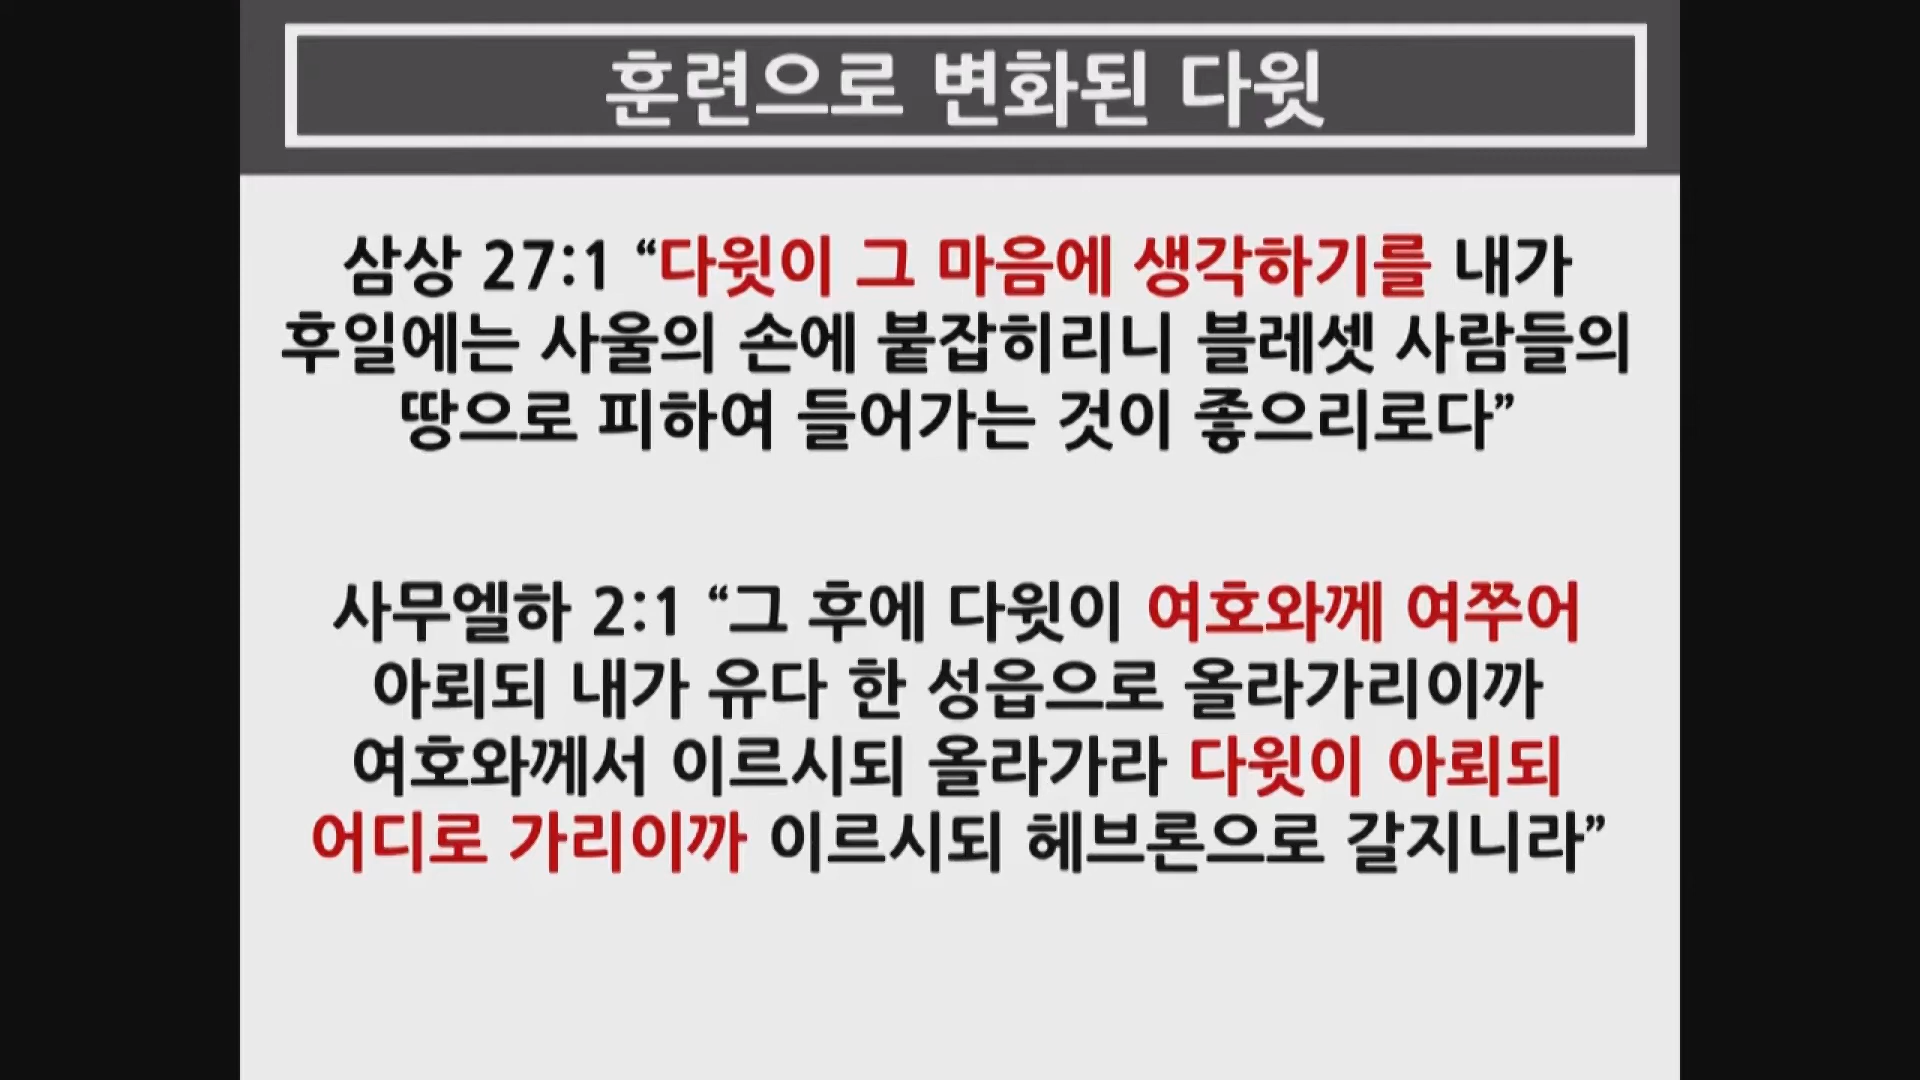 훈련으로 변화된 다윗
삼상 27:1 “다윗이 그 마음에 생각하기를 내가
후일에는 사울의 손에 붙잡히리니 블레셋 사람들의
땅으로 피하여 들어가는 것이 좋으리로다”
사무엘하 2:1 “그 후에 다윗이 여호와께 여쭈어
아뢰되 내가 유다 한 성읍으로 올라가리이까
여호와께서 이르시되 올라가라 다윗이 아뢰되
어디로 가리이까 이르시되 헤브론으로 갈지니라”